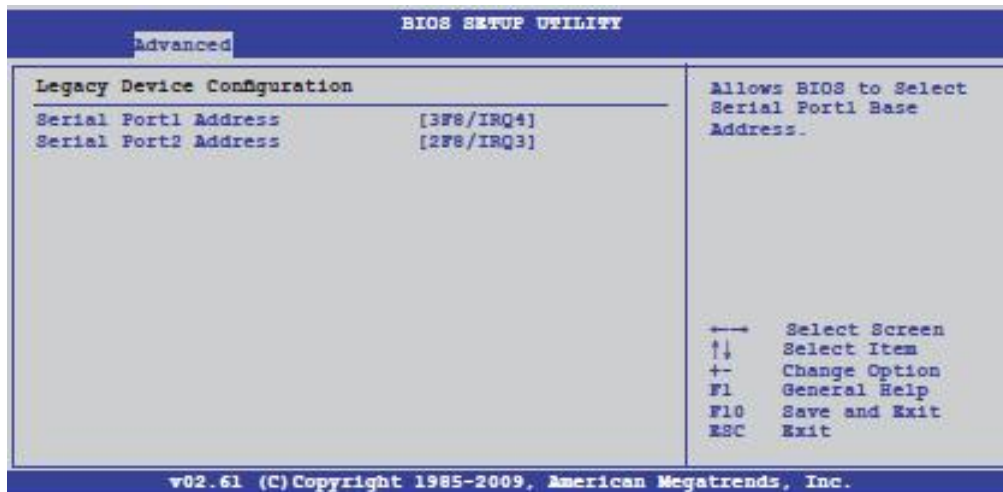 BIOS SETUP UTILITY
Advanced
Legacy Device Configuration
Serial Port1 Address [3F8/IRQ4]
Serial Port2 Address [2F8/IRQ3]
Allows BIOS to Select
Serial Port1 Base
Address.
←→ Select Screen
↑↓ Select Item
+- Change Option
F1 General Help
F10 Save and Exit
ESC Exit
v02.61 (C)Copyright 1985-2009, American Megatrends, Inc.